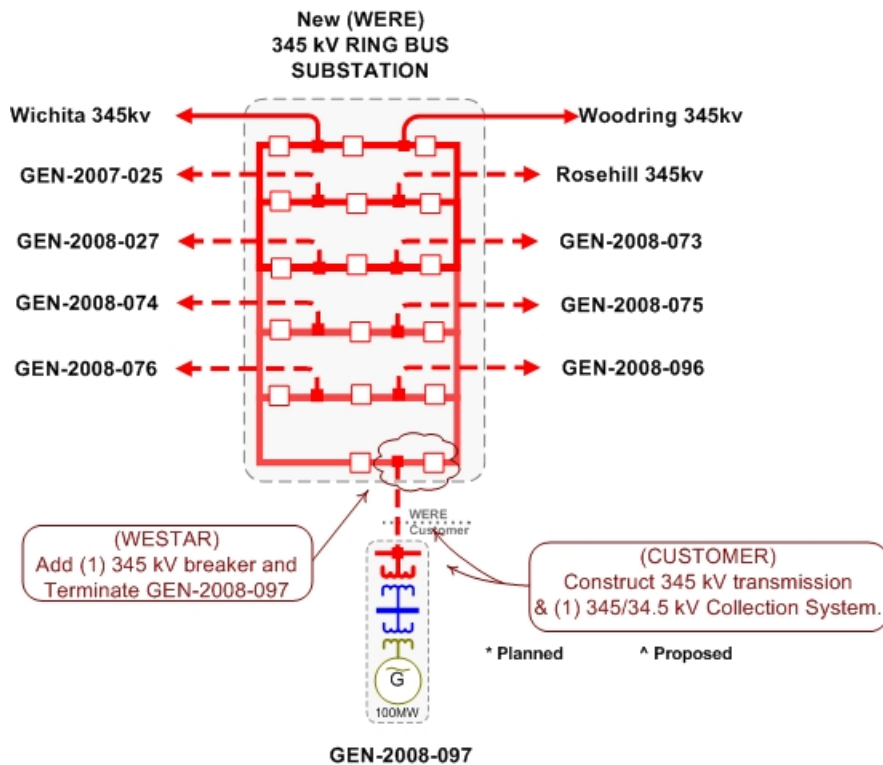 New (WERE)
345 kV RING BUS
SUBSTATION
Wichita 345kv
Woodring 345kv
GEN-2007-025
Rosehill 345kv
GEN-2008-027
GEN-2008-073
GEN-2008-074
GEN-2008-075
GEN-2008-076
GEN-2008-096
WERE
Customer
(WESTAR)
Add (1) 345 kV breaker and
Terminate GEN-2008-097
(CUSTOMER)
Construct 345 kV transmission
& (1) 345/34.5 kV Collection System.
* Planned
^ Proposed
G
100MW
GEN-2008-097